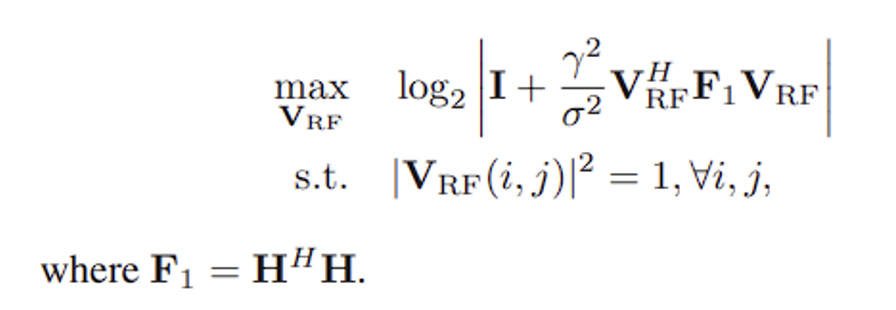 max_{V_RF} log₂ |I + γ²/σ² V_RF^H F₁ V_RF|
s.t. |V_RF(i, j)|² = 1, ∀i, j,
where F₁ = H^H H.